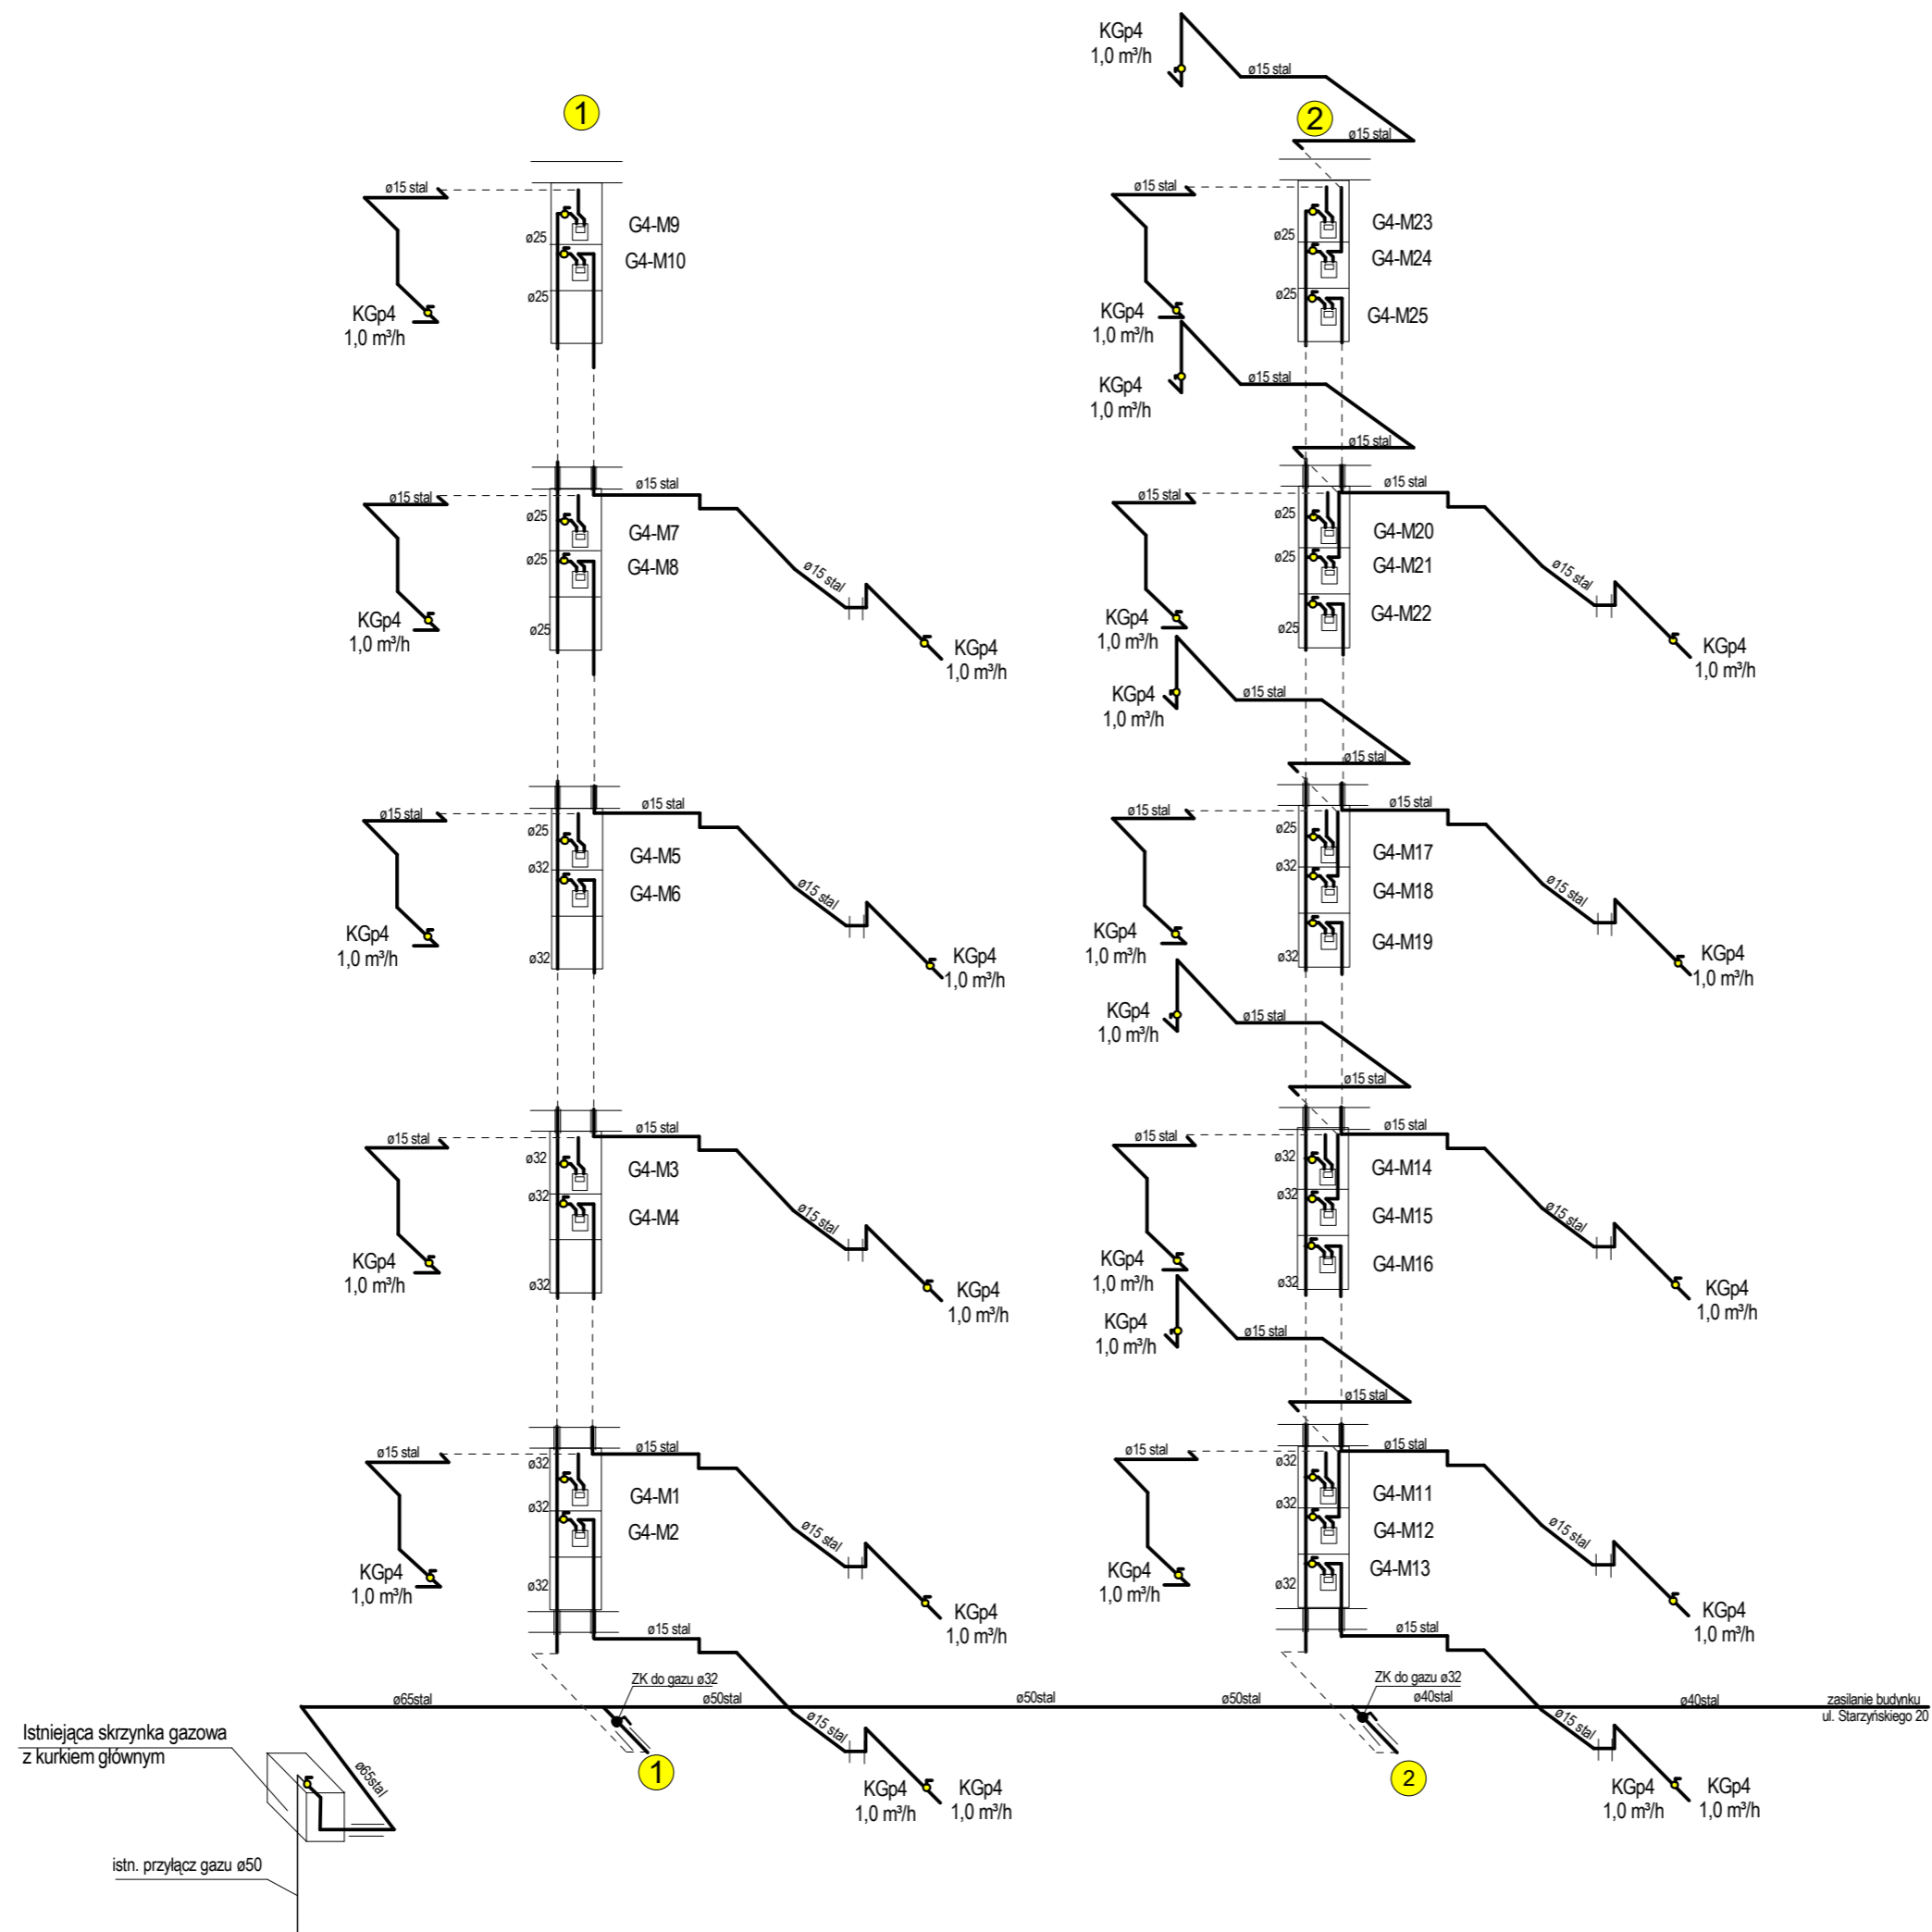 KGp4
1,0 m³/h
ø15 stal
ø15 stal
1
2
ø15 stal
G4-M9
ø25
G4-M10
ø25
KGp4
1,0 m³/h
ø15 stal
G4-M23
ø25
G4-M24
ø25
G4-M25
KGp4
1,0 m³/h
KGp4
1,0 m³/h
ø15 stal
ø15 stal
ø15 stal
ø15 stal
ø25
G4-M7
ø25
G4-M8
ø15 stal
ø25
KGp4
1,0 m³/h
KGp4
1,0 m³/h
ø15 stal
ø15 stal
ø25
G4-M20
ø25
G4-M21
ø15 stal
G4-M22
ø25
KGp4
1,0 m³/h
KGp4
1,0 m³/h
KGp4
1,0 m³/h
ø15 stal
ø15 stal
ø15 stal
ø15 stal
ø25
G4-M5
ø32
G4-M6
ø15 stal
ø32
KGp4
1,0 m³/h
KGp4
1,0 m³/h
ø15 stal
ø15 stal
ø25
G4-M17
ø32
G4-M18
ø15 stal
G4-M19
ø32
KGp4
1,0 m³/h
KGp4
1,0 m³/h
KGp4
1,0 m³/h
ø15 stal
ø15 stal
ø15 stal
ø15 stal
ø32
G4-M3
ø32
G4-M4
ø15 stal
ø32
KGp4
1,0 m³/h
KGp4
1,0 m³/h
ø15 stal
ø15 stal
ø32
G4-M14
ø32
G4-M15
ø15 stal
G4-M16
ø32
KGp4
1,0 m³/h
KGp4
1,0 m³/h
KGp4
1,0 m³/h
ø15 stal
ø15 stal
ø15 stal
ø15 stal
ø32
G4-M1
ø32
G4-M2
ø15 stal
ø32
KGp4
1,0 m³/h
KGp4
1,0 m³/h
ø15 stal
ø15 stal
ø32
G4-M11
ø32
G4-M12
ø15 stal
G4-M13
ø32
KGp4
1,0 m³/h
KGp4
1,0 m³/h
ø15 stal
ø15 stal
ZK do gazu ø32
ZK do gazu ø32
ø65stal
ø50stal
ø50stal
ø50stal
ø40stal
ø40stal
zasilanie budynku
ul. Starzyńskiego 20
Istniejąca skrzynka gazowa
z kurkiem głównym
ø65stal
ø15 stal
ø15 stal
1
2
KGp4
1,0 m³/h
KGp4
1,0 m³/h
KGp4
1,0 m³/h
KGp4
1,0 m³/h
istn. przyłącz gazu ø50